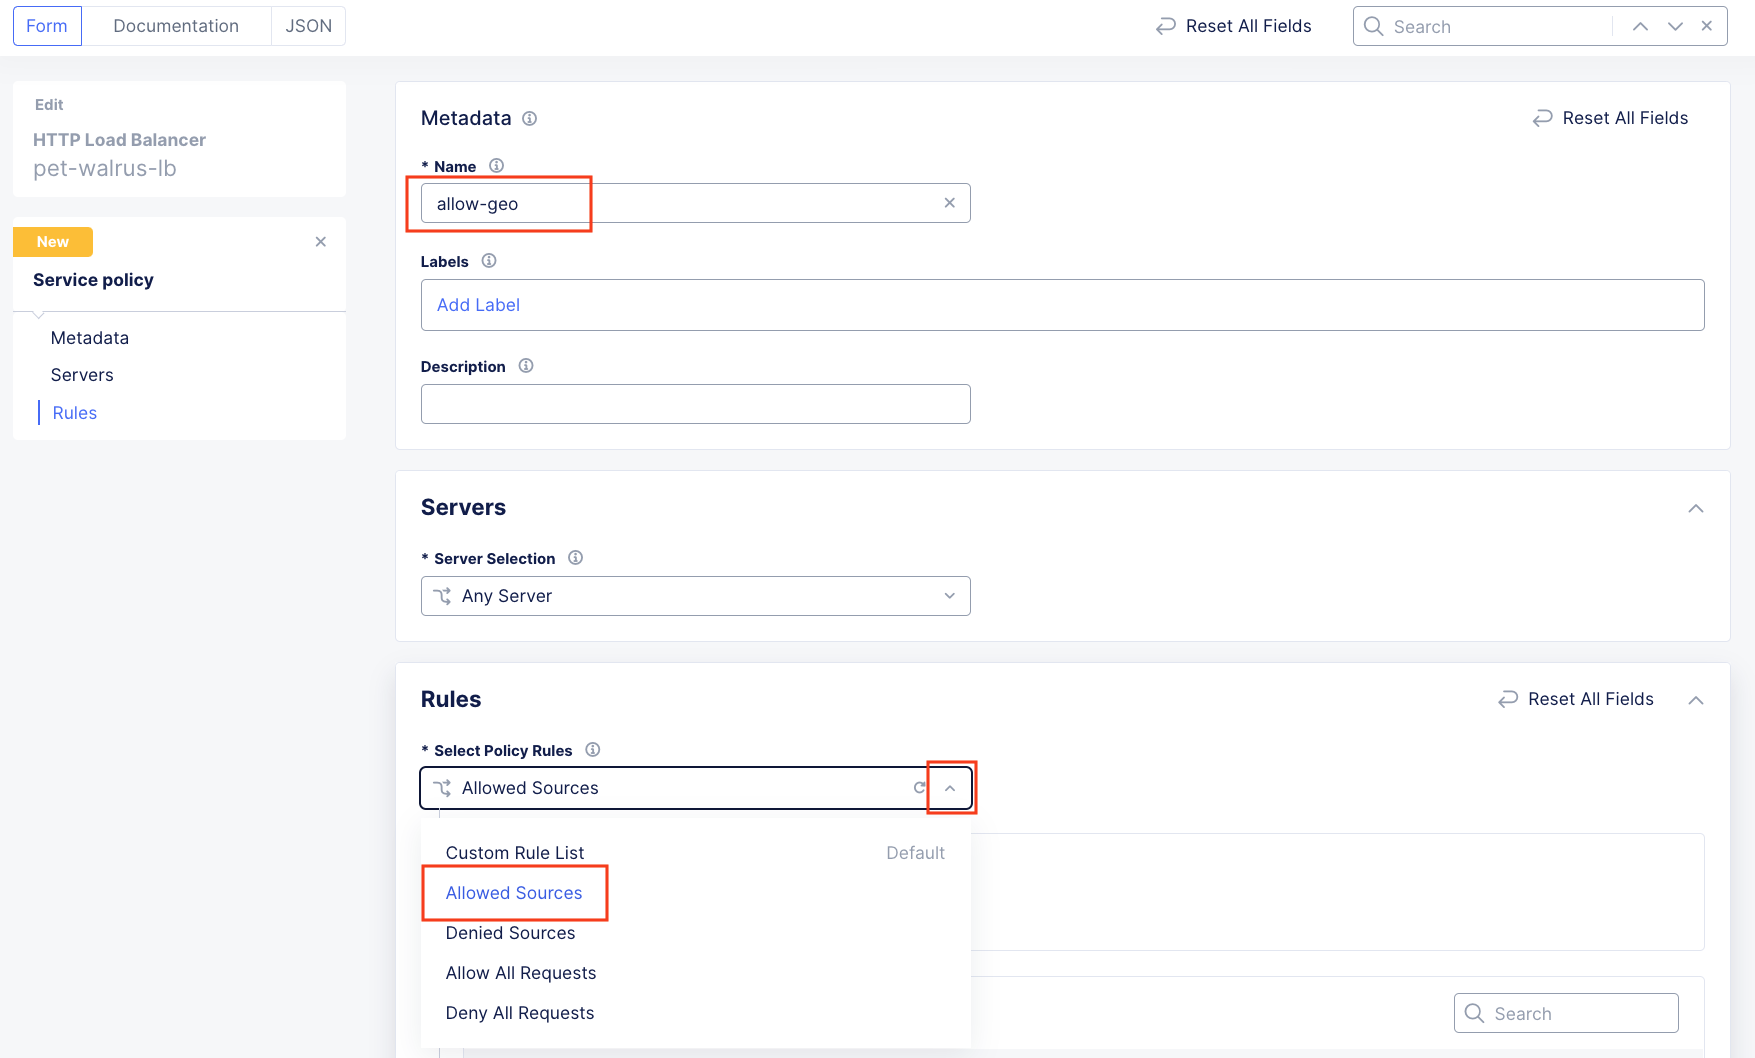 Form
Documentation
JSON
Reset All Fields
Search
Edit
HTTP Load Balancer
pet-walrus-lb
New
Service policy
Metadata
Servers
Rules
Metadata
Reset All Fields
* Name
allow-geo
Labels
Add Label
Description
Servers
* Server Selection
Any Server
Rules
Reset All Fields
* Select Policy Rules
Allowed Sources
Custom Rule List Default
Allowed Sources
Denied Sources
Allow All Requests
Deny All Requests
Search